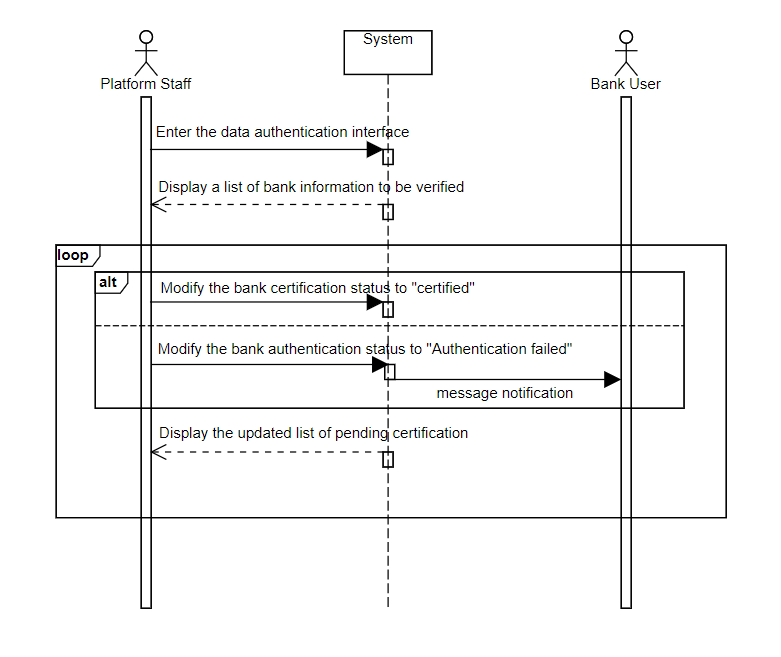 System
Platform Staff
Bank User
Enter the data authentication interface
Display a list of bank information to be verified
loop
alt
Modify the bank certification status to "certified"
Modify the bank authentication status to "Authentication failed"
message notification
Display the updated list of pending certification